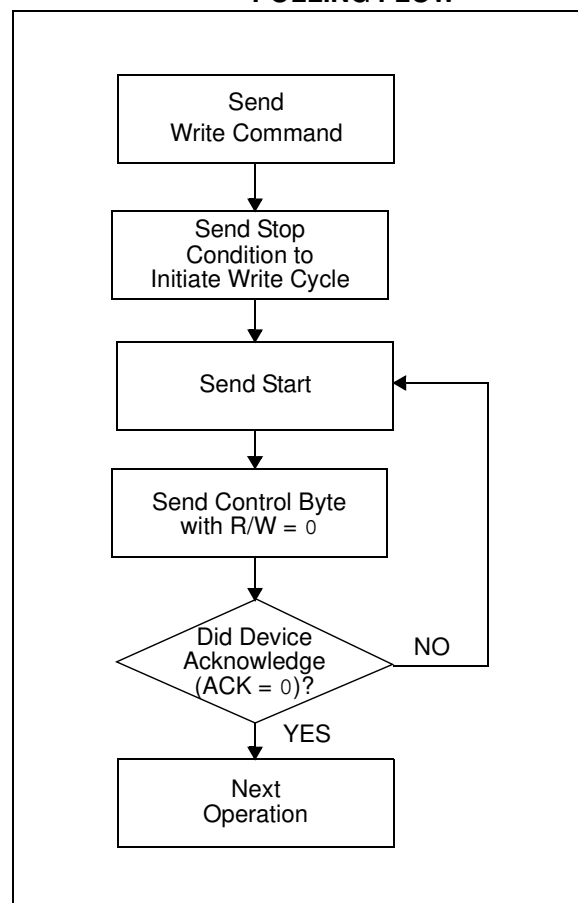 Send
Write Command
Send Stop
Condition to
Initiate Write Cycle
Send Start
Send Control Byte
with R/W = 0
Did Device
Acknowledge
(ACK = 0)?
NO
YES
Next
Operation